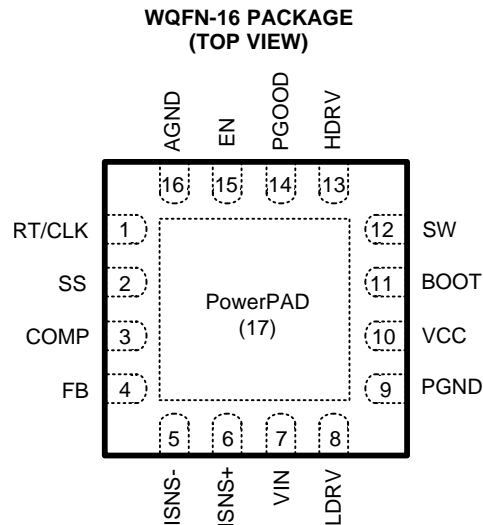 WQFN-16 PACKAGE
(TOP VIEW)
AGND
EN
PGOOD
HDRV
16
15
14
13
RT/CLK 1
SS 2
COMP 3
FB 4
12 SW
11 BOOT
10 VCC
9 PGND
PowerPAD
(17)
5
6
7
8
ISNS-
ISNS+
VIN
LDRV